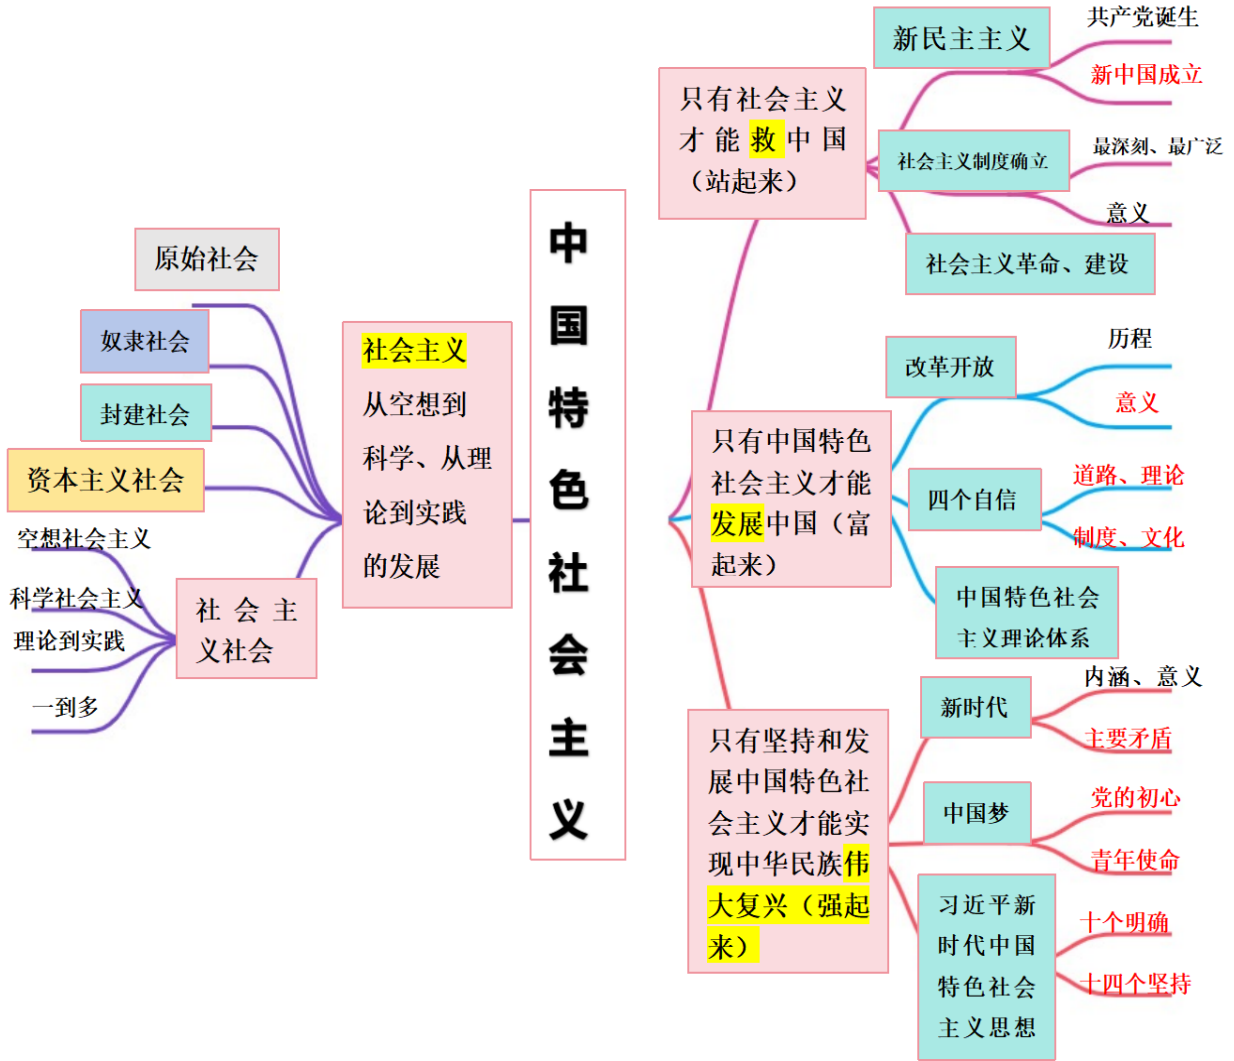 中
国
特
色
社
会
主
义
社会主义
从空想到
科学、从理
论到实践
的发展
原始社会
奴隶社会
封建社会
资本主义社会
社会主
义社会
空想社会主义
科学社会主义
理论到实践
一到多
只有社会主义
才能救中国
（站起来）
新民主主义
共产党诞生
新中国成立
社会主义制度确立
最深刻、最广泛
意义
社会主义革命、建设
只有中国特色
社会主义才能
发展中国（富
起来）
改革开放
历程
意义
四个自信
道路、理论
制度、文化
中国特色社会
主义理论体系
只有坚持和发
展中国特色社
会主义才能实
现中华民族伟
大复兴（强起
来）
新时代
内涵、意义
主要矛盾
中国梦
党的初心
青年使命
习近平新
时代中国
特色社会
主义思想
十个明确
十四个坚持